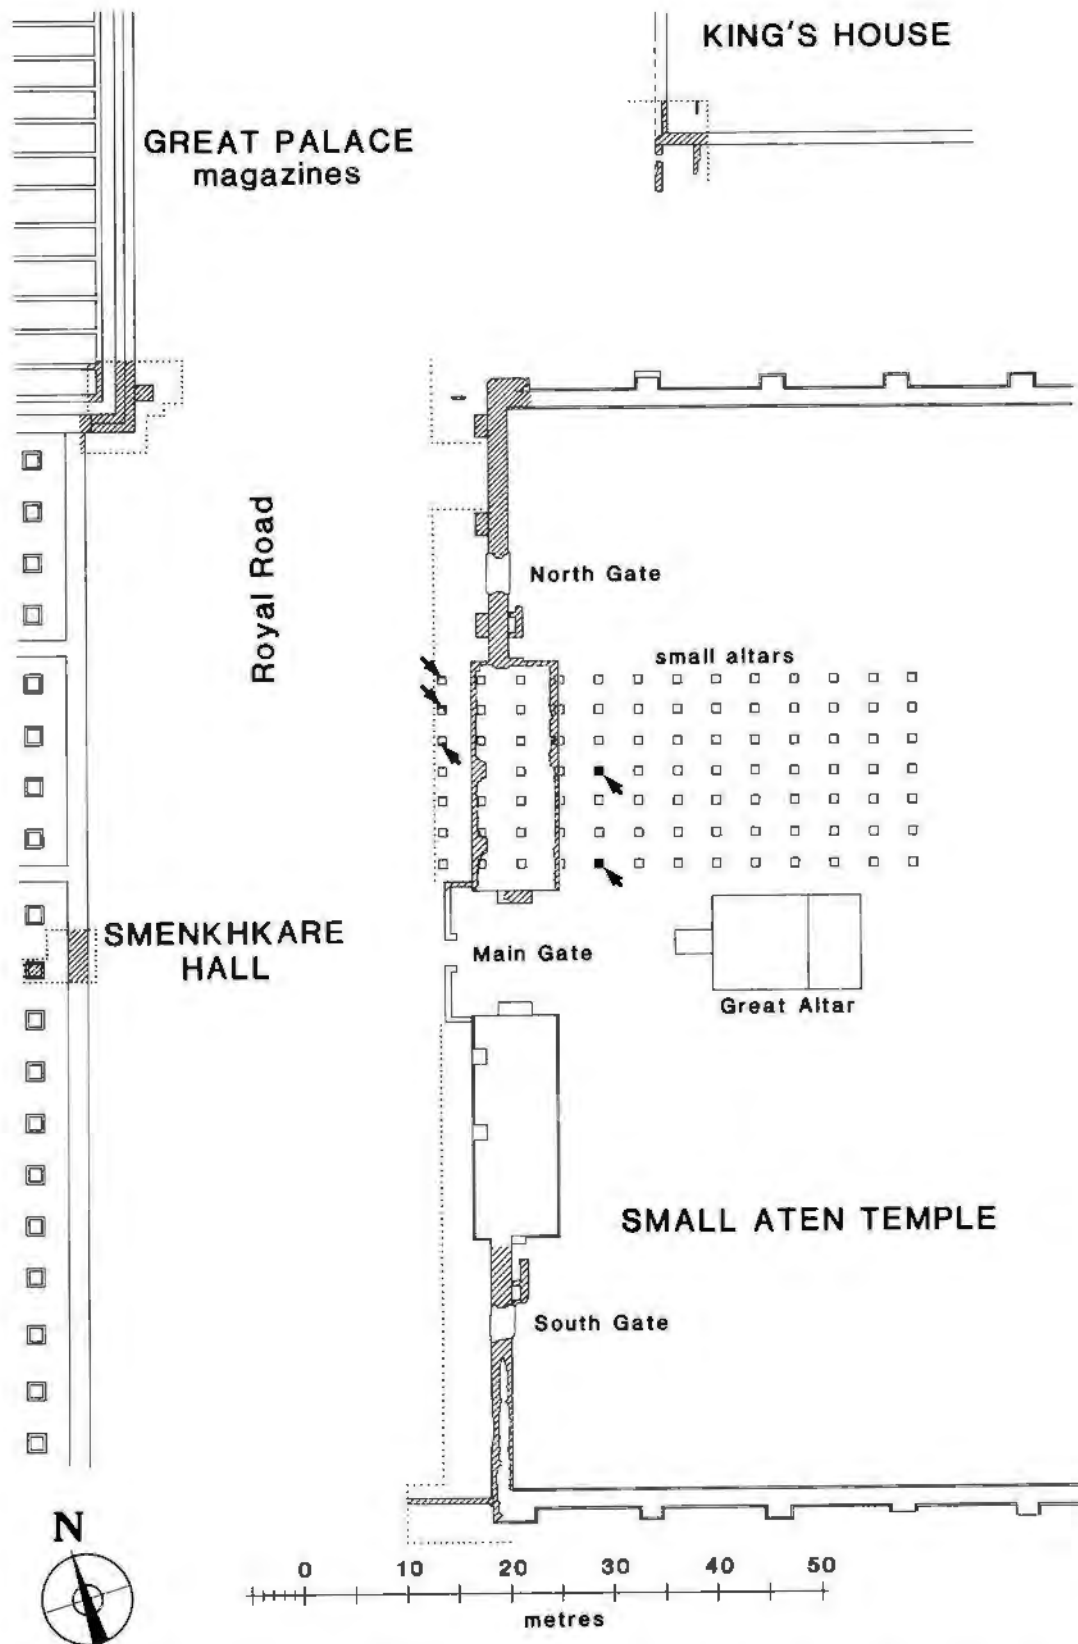 KING'S HOUSE
GREAT PALACE
magazines
Royal Road
North Gate
small altars
SMENKHKARE
HALL
Main Gate
Great Altar
SMALL ATEN TEMPLE
South Gate
N
0 10 20 30 40 50
metres